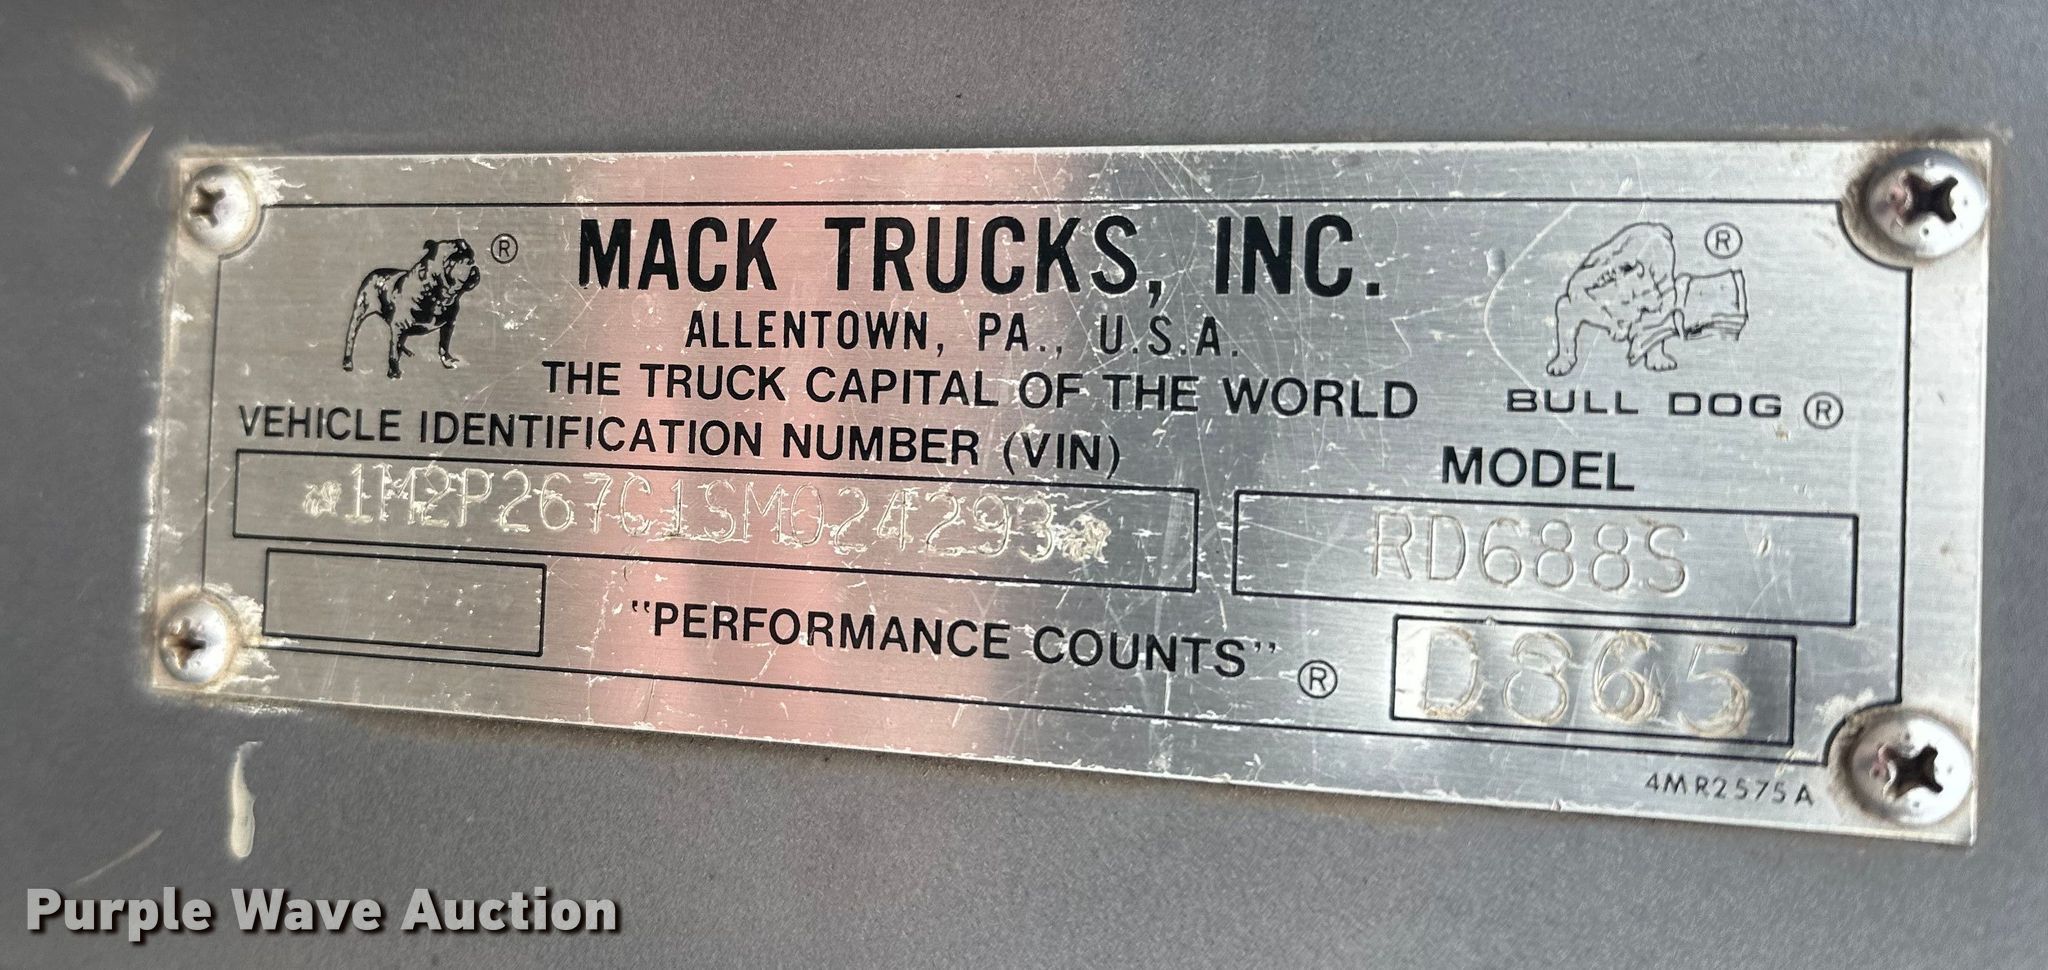 MACK TRUCKS, INC.
ALLENTOWN, PA., U.S.A.
THE TRUCK CAPITAL OF THE WORLD
®
®
BULL DOG ®
VEHICLE IDENTIFICATION NUMBER (VIN)
*1M2P267C1SM024293*
MODEL
RD688S
"PERFORMANCE COUNTS" ®
D865
4MR2575A
Purple Wave Auction